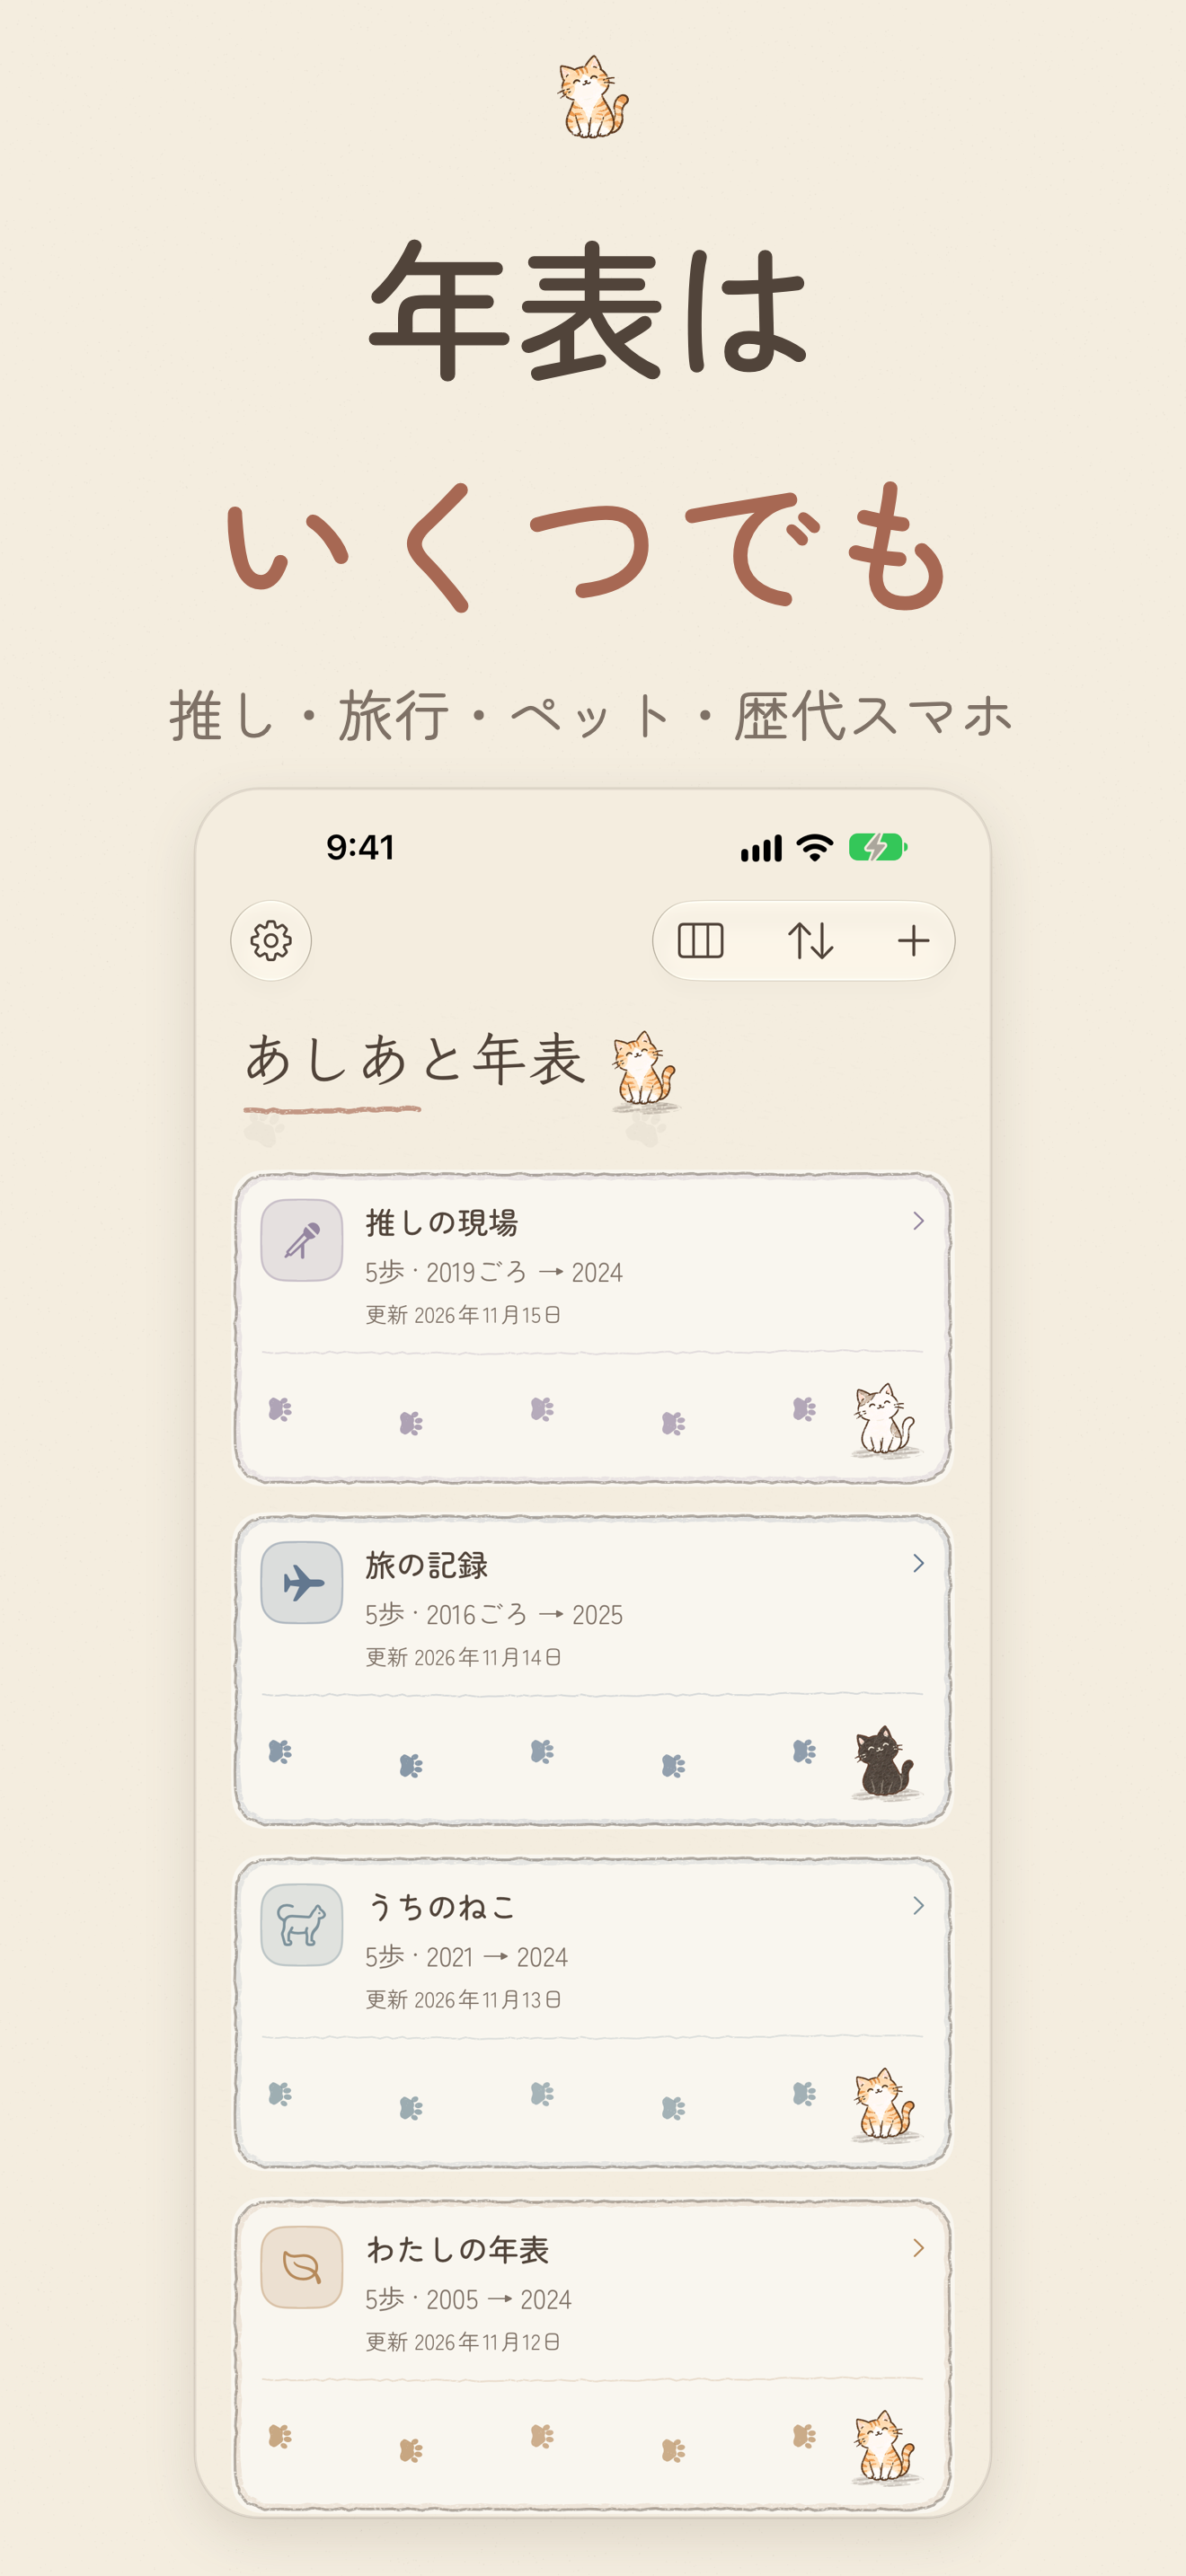 年表は
いくつでも
推し・旅行・ペット・歴代スマホ
9:41
あしあと年表
推しの現場
5歩 · 2019ごろ → 2024
更新 2026年11月15日
旅の記録
5歩 · 2016ごろ → 2025
更新 2026年11月14日
うちのねこ
5歩 · 2021 → 2024
更新 2026年11月13日
わたしの年表
5歩 · 2005 → 2024
更新 2026年11月12日